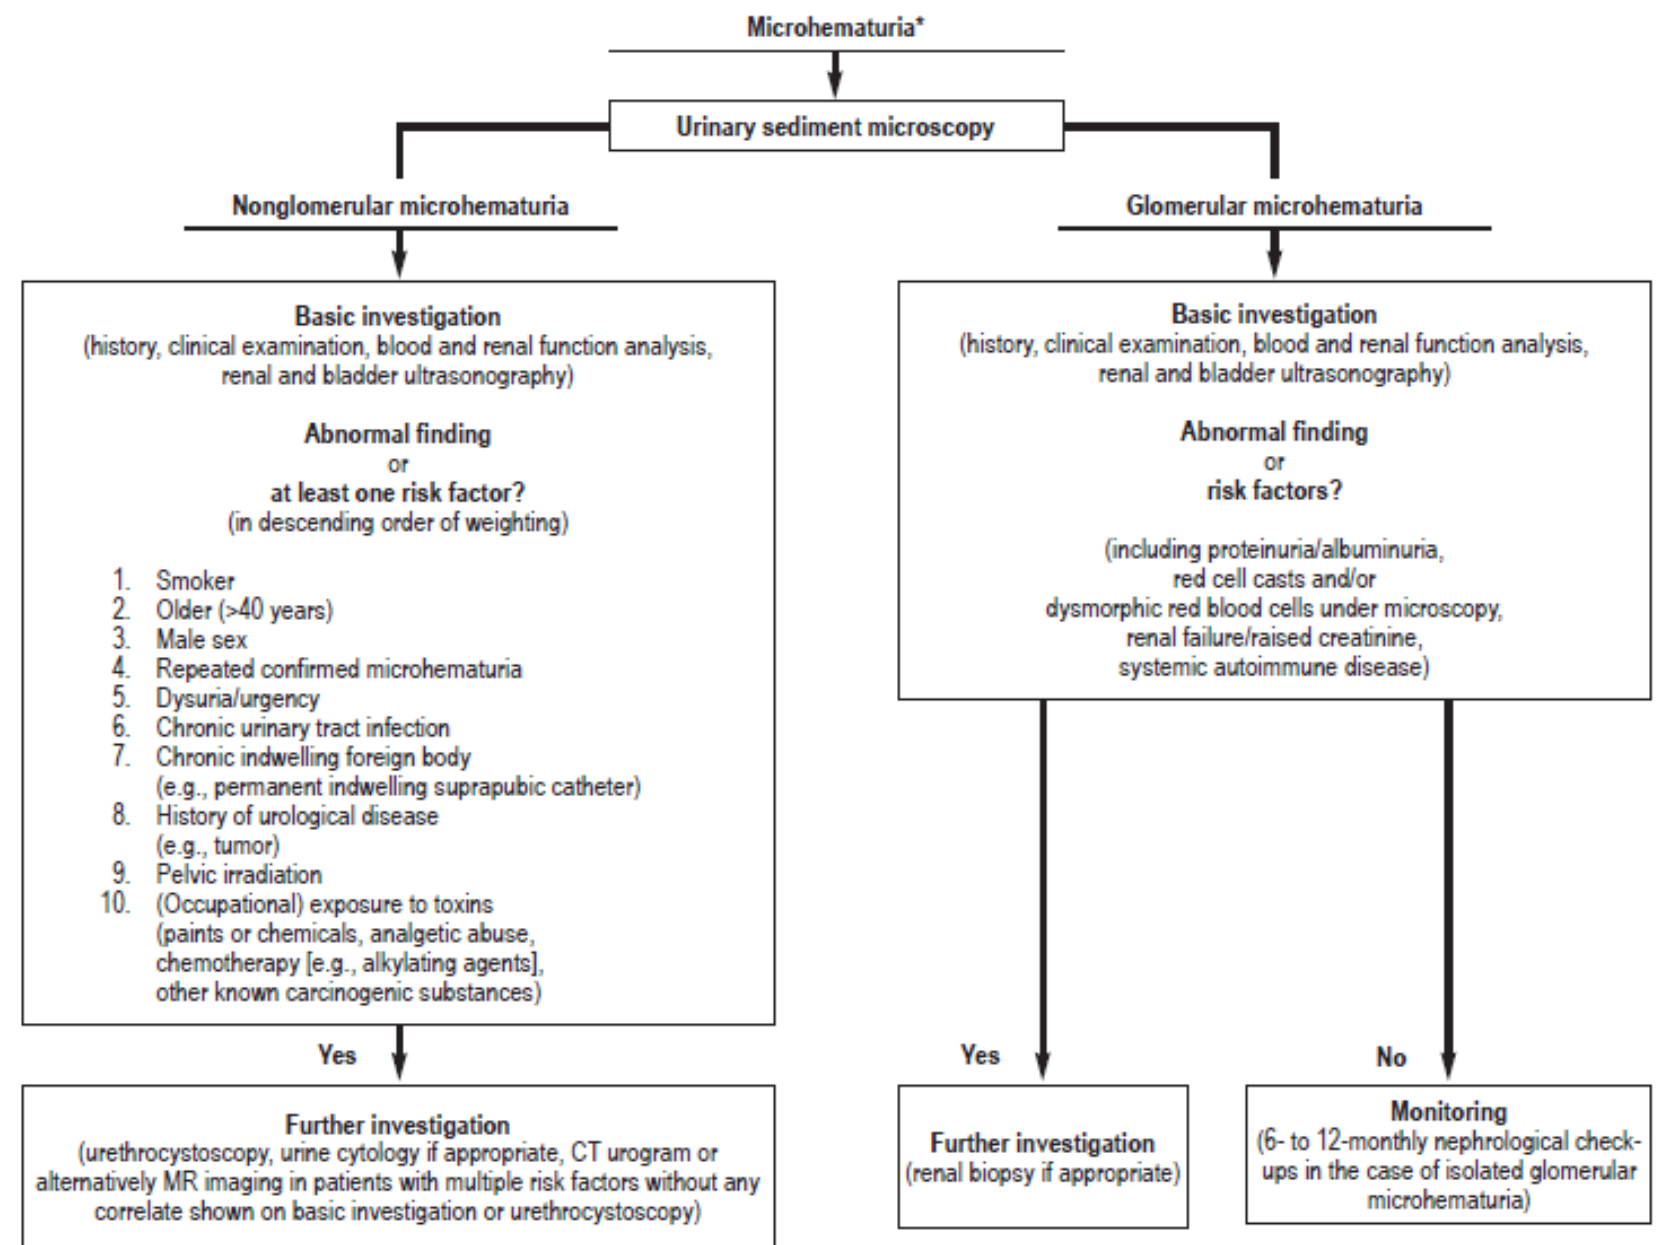 Microhematuria*
Urinary sediment microscopy
Nonglomerular microhematuria
Basic investigation
(history, clinical examination, blood and renal function analysis,
renal and bladder ultrasonography)
Abnormal finding
or
at least one risk factor?
(in descending order of weighting)
1. Smoker
2. Older (>40 years)
3. Male sex
4. Repeated confirmed microhematuria
5. Dysuria/urgency
6. Chronic urinary tract infection
7. Chronic indwelling foreign body
(e.g., permanent indwelling suprapubic catheter)
8. History of urological disease
(e.g., tumor)
9. Pelvic irradiation
10. (Occupational) exposure to toxins
(paints or chemicals, analgetic abuse,
chemotherapy [e.g., alkylating agents],
other known carcinogenic substances)
Yes
Further investigation
(urethrocystoscopy, urine cytology if appropriate, CT urogram or
alternatively MR imaging in patients with multiple risk factors without any
correlate shown on basic investigation or urethrocystoscopy)
Glomerular microhematuria
Basic investigation
(history, clinical examination, blood and renal function analysis,
renal and bladder ultrasonography)
Abnormal finding
or
risk factors?
(including proteinuria/albuminuria,
red cell casts and/or
dysmorphic red blood cells under microscopy,
renal failure/raised creatinine,
systemic autoimmune disease)
Yes
Further investigation
(renal biopsy if appropriate)
No
Monitoring
(6- to 12-monthly nephrological check-
ups in the case of isolated glomerular
microhematuria)